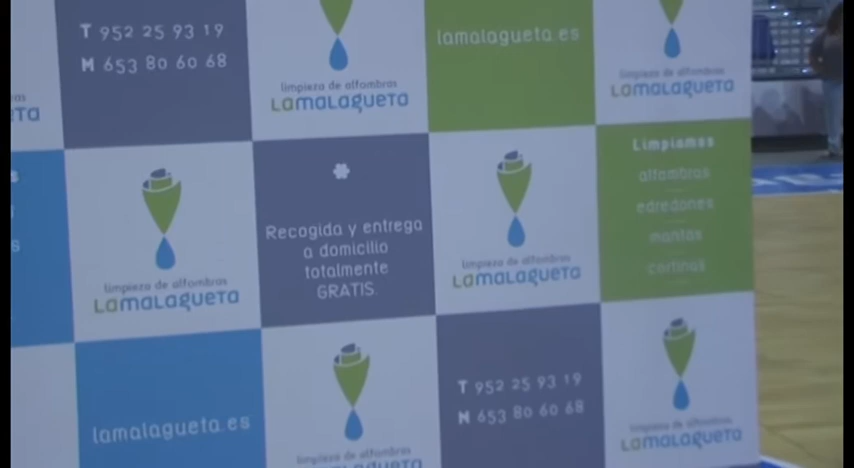 T 952 25 93 19
M 653 80 60 68
limpieza de alfombras
LAMALAGUETA
lamalagueta.es
limpieza de alfombras
LAMALAGUETA
TA
limpieza de alfombras
LAMALAGUETA
Recogida y entrega
a domicilio
totalmente
GRATIS.
limpieza de alfombras
LAMALAGUETA
Limpiamos
alfombras
edredones
mantas
cortinas
lamalagueta.es
limpieza de alfombras
LAMALAGUETA
T 952 25 93 19
M 653 80 60 68
limpieza de alfombras
LAMALAGUETA